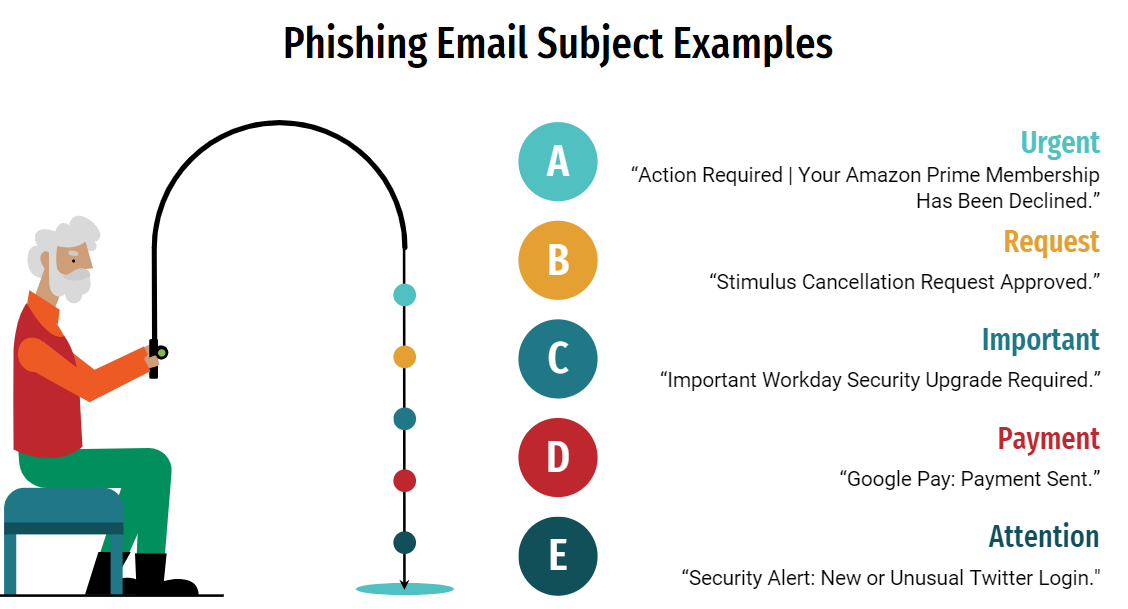 Phishing Email Subject Examples
A
Urgent
“Action Required | Your Amazon Prime Membership
Has Been Declined.”
B
Request
“Stimulus Cancellation Request Approved.”
C
Important
“Important Workday Security Upgrade Required.”
D
Payment
“Google Pay: Payment Sent.”
E
Attention
“Security Alert: New or Unusual Twitter Login."